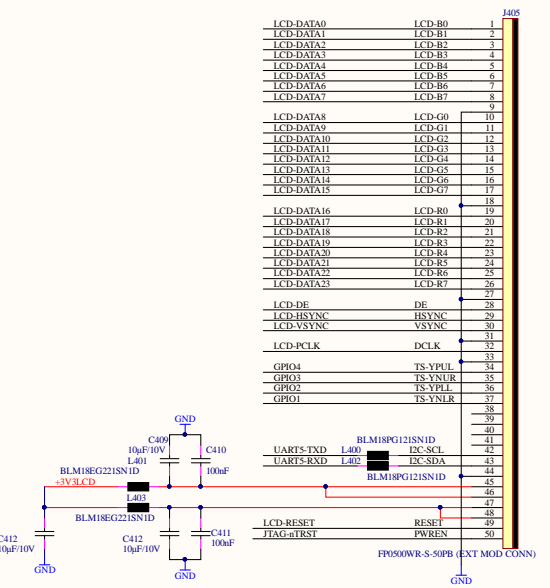 J405
LCD-DATA0 LCD-B0 1
LCD-DATA1 LCD-B1 2
LCD-DATA2 LCD-B2 3
LCD-DATA3 LCD-B3 4
LCD-DATA4 LCD-B4 5
LCD-DATA5 LCD-B5 6
LCD-DATA6 LCD-B6 7
LCD-DATA7 LCD-B7 8
9
LCD-DATA8 LCD-G0 10
LCD-DATA9 LCD-G1 11
LCD-DATA10 LCD-G2 12
LCD-DATA11 LCD-G3 13
LCD-DATA12 LCD-G4 14
LCD-DATA13 LCD-G5 15
LCD-DATA14 LCD-G6 16
LCD-DATA15 LCD-G7 17
18
LCD-DATA16 LCD-R0 19
LCD-DATA17 LCD-R1 20
LCD-DATA18 LCD-R2 21
LCD-DATA19 LCD-R3 22
LCD-DATA20 LCD-R4 23
LCD-DATA21 LCD-R5 24
LCD-DATA22 LCD-R6 25
LCD-DATA23 LCD-R7 26
27
LCD-DE DE 28
LCD-HSYNC HSYNC 29
LCD-VSYNC VSYNC 30
31
LCD-PCLK DCLK 32
33
GPIO4 TS-YPUL 34
GPIO3 TS-YNUR 35
GPIO2 TS-YPLL 36
GPIO1 TS-YNLR 37
38
39
40
41
GND
C409
10µF/10V
C410
100nF
BLM18PG121SN1D
UART5-TXD L400 I2C-SCL 42
UART5-RXD L402 I2C-SDA 43
BLM18PG121SN1D
44
L401
BLM18EG221SN1D
+3V3LCD
45
46
L403
BLM18EG221SN1D
47
48
LCD-RESET RESET 49
JTAG-nTRST PWREN 50
C412
10µF/10V
GND
C412
10µF/10V
C411
100nF
GND
FP0500WR-S-50PB (EXT MOD CONN)
GND